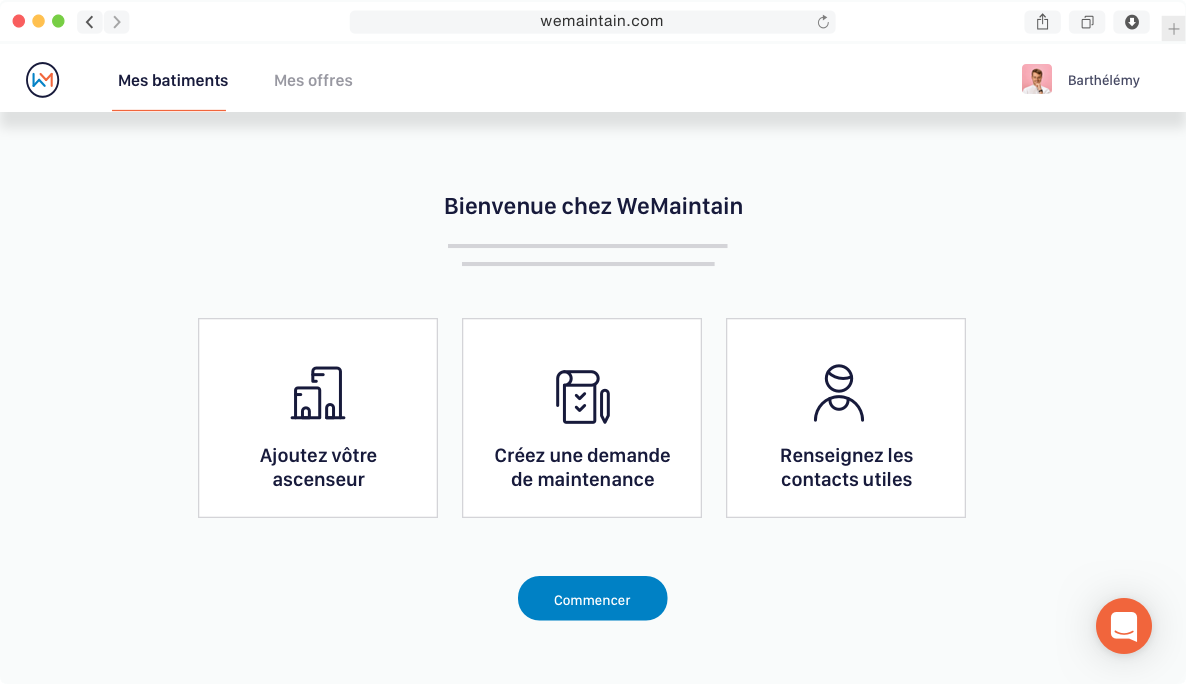 wemaintain.com
WM
Mes batiments
Mes offres
Barthélémy
Bienvenue chez WeMaintain
Ajoutez vôtre
ascenseur
Créez une demande
de maintenance
Renseignez les
contacts utiles
Commencer